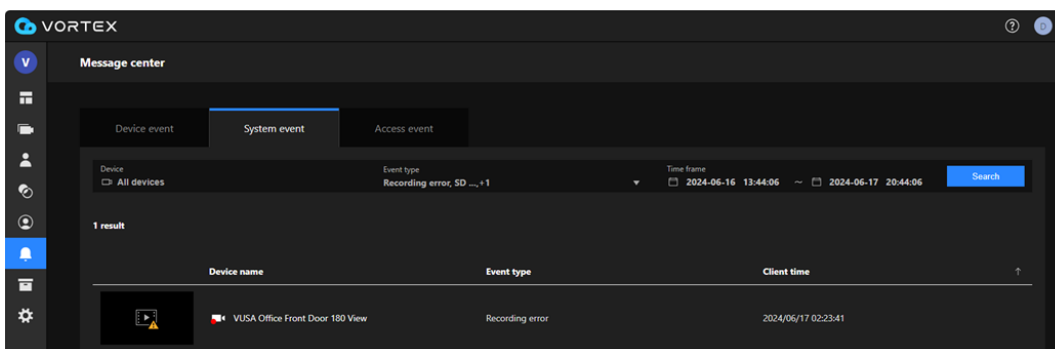 VORTEX
?
D
V
Message center
Device event System event Access event
Device Event type Time frame
All devices Recording error, SD ...,+1 2024-06-16 13:44:06 ~ 2024-06-17 20:44:06 Search
1 result
Device name Event type Client time
VUSA Office Front Door 180 View Recording error 2024/06/17 02:23:41